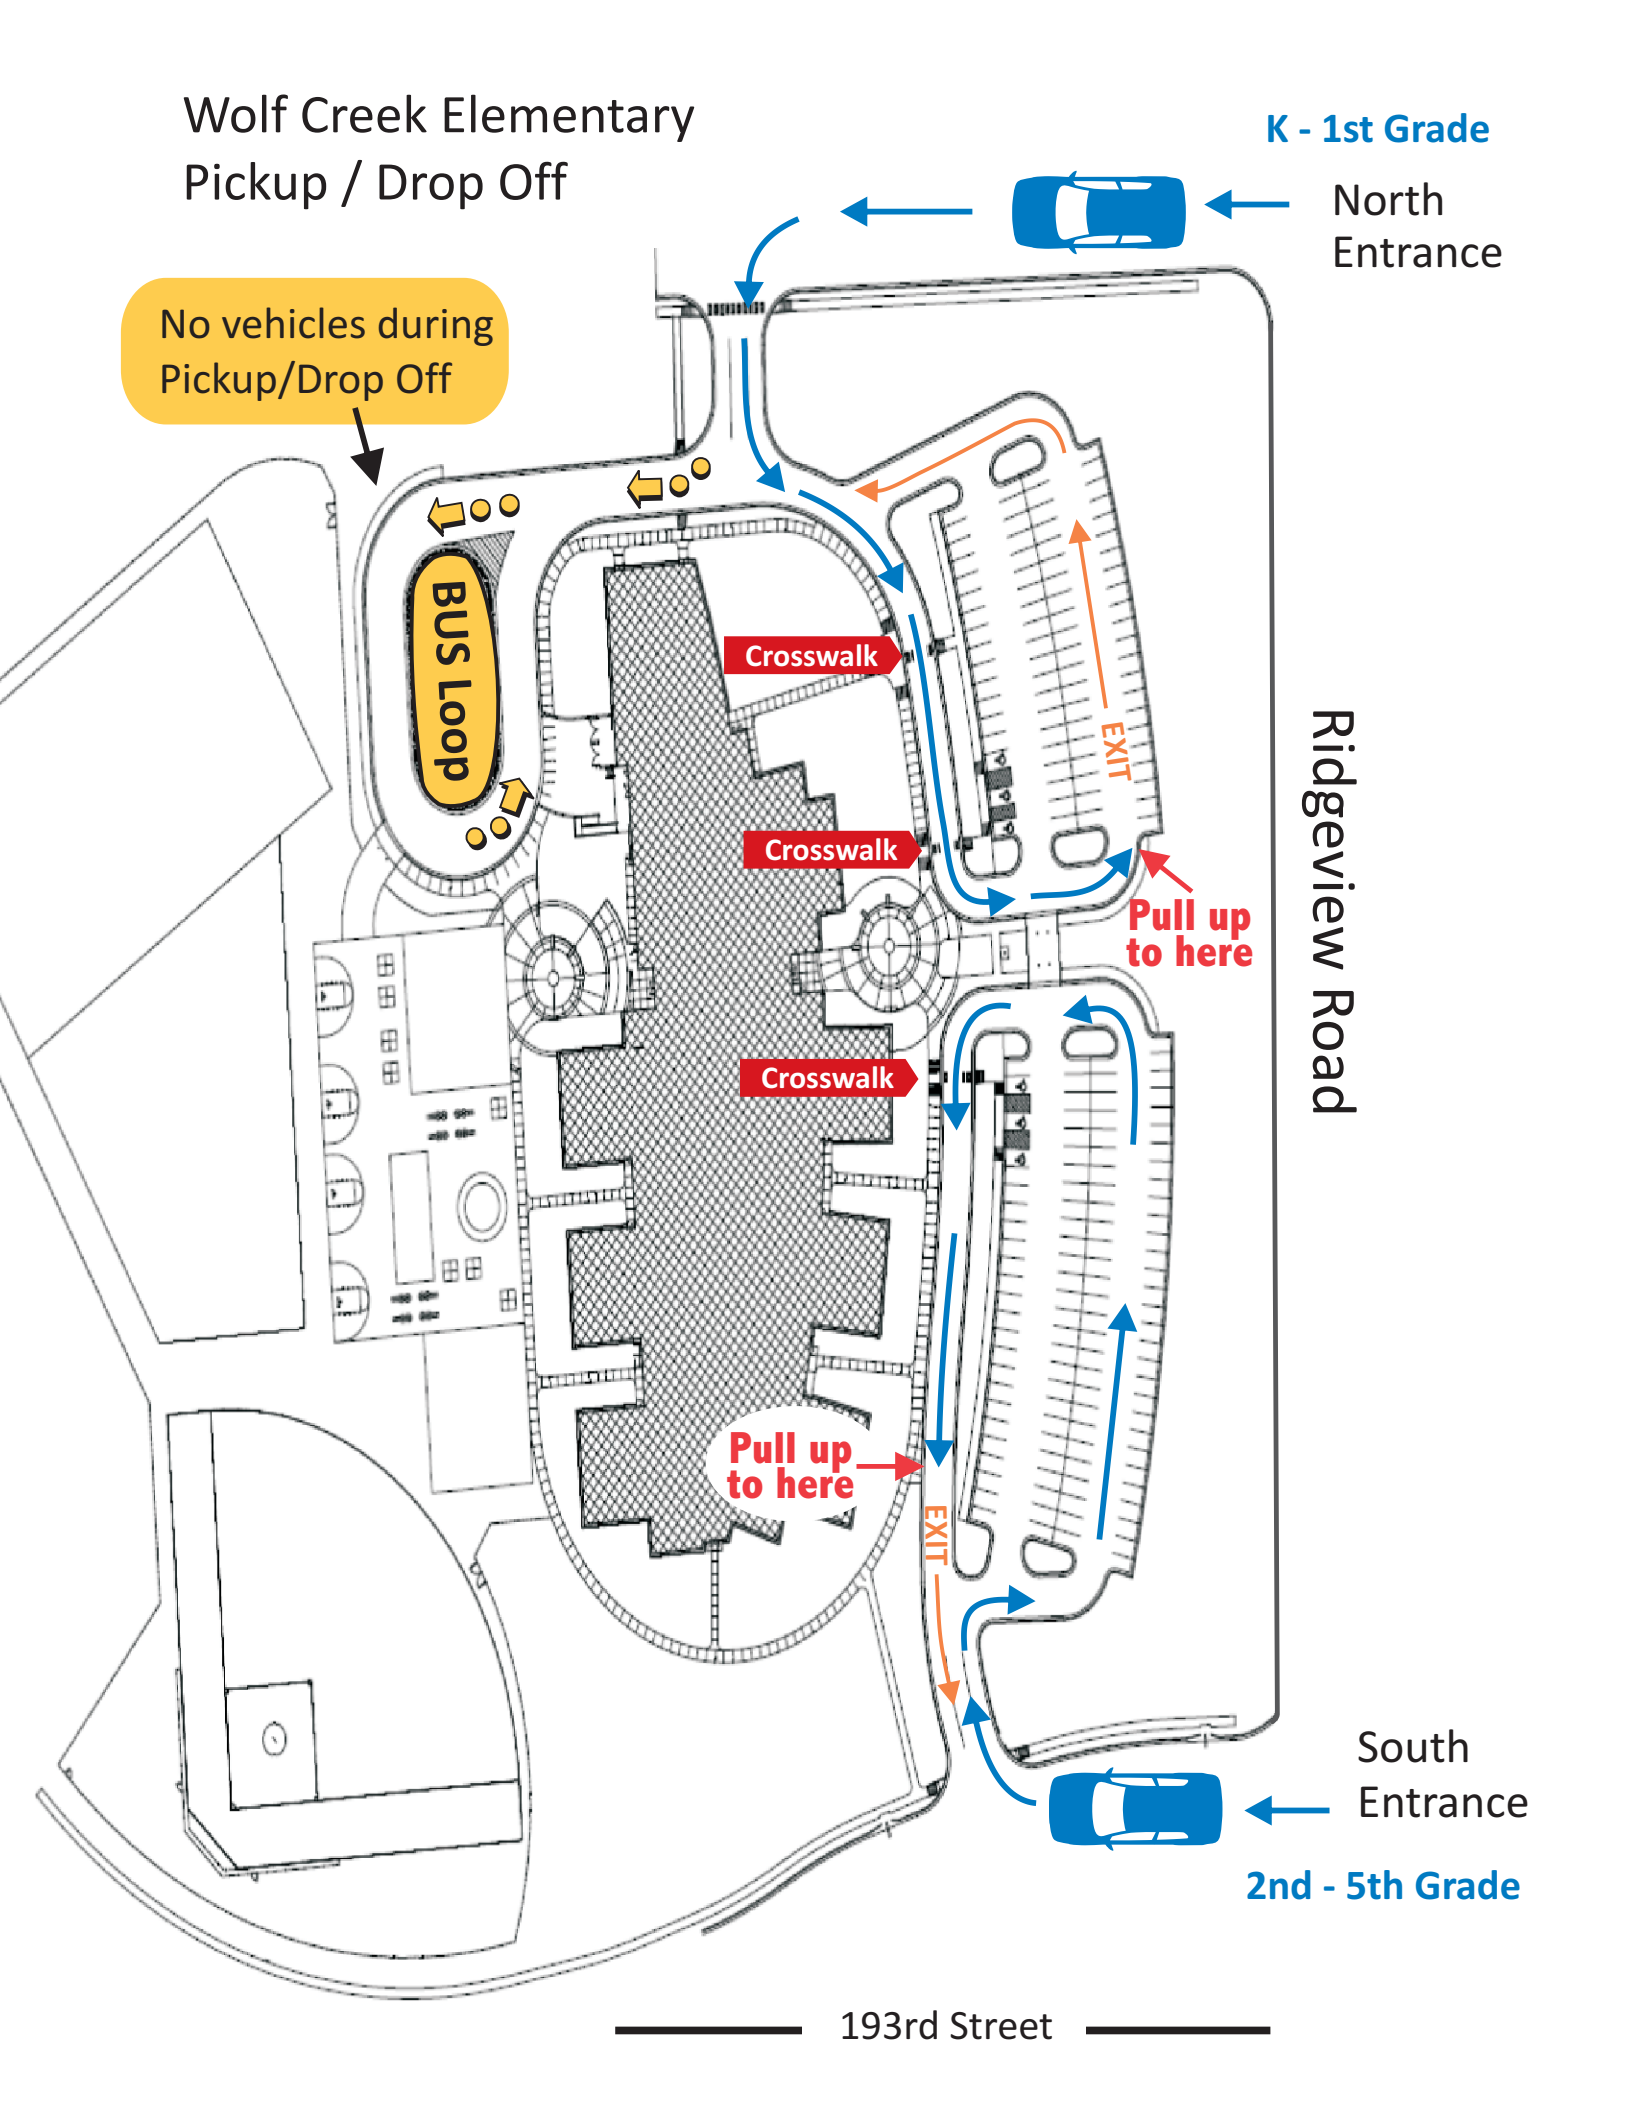 Wolf Creek Elementary
Pickup / Drop Off
K - 1st Grade
North
Entrance
No vehicles during
Pickup/Drop Off
BUS Loop
Crosswalk
EXIT
Crosswalk
Pull up
to here
Ridgeview Road
Crosswalk
Pull up
to here
EXIT
South
Entrance
2nd - 5th Grade
193rd Street